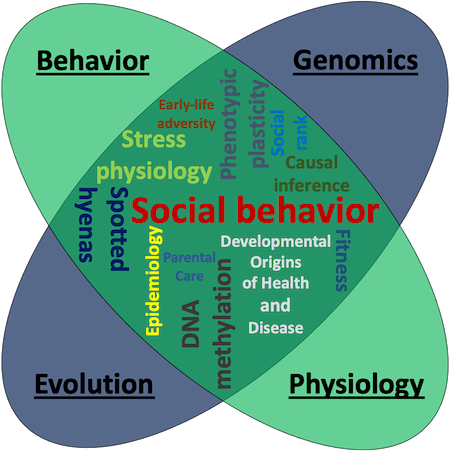 Behavior
Genomics
Early-life
adversity
Phenotypic
plasticity
Social
rank
Stress
physiology
Causal
inference
Spotted
hyenas
Social behavior
Epidemiology
Parental
Care
DNA
methylation
Developmental
Origins
of Health
and
Disease
Fitness
Evolution
Physiology